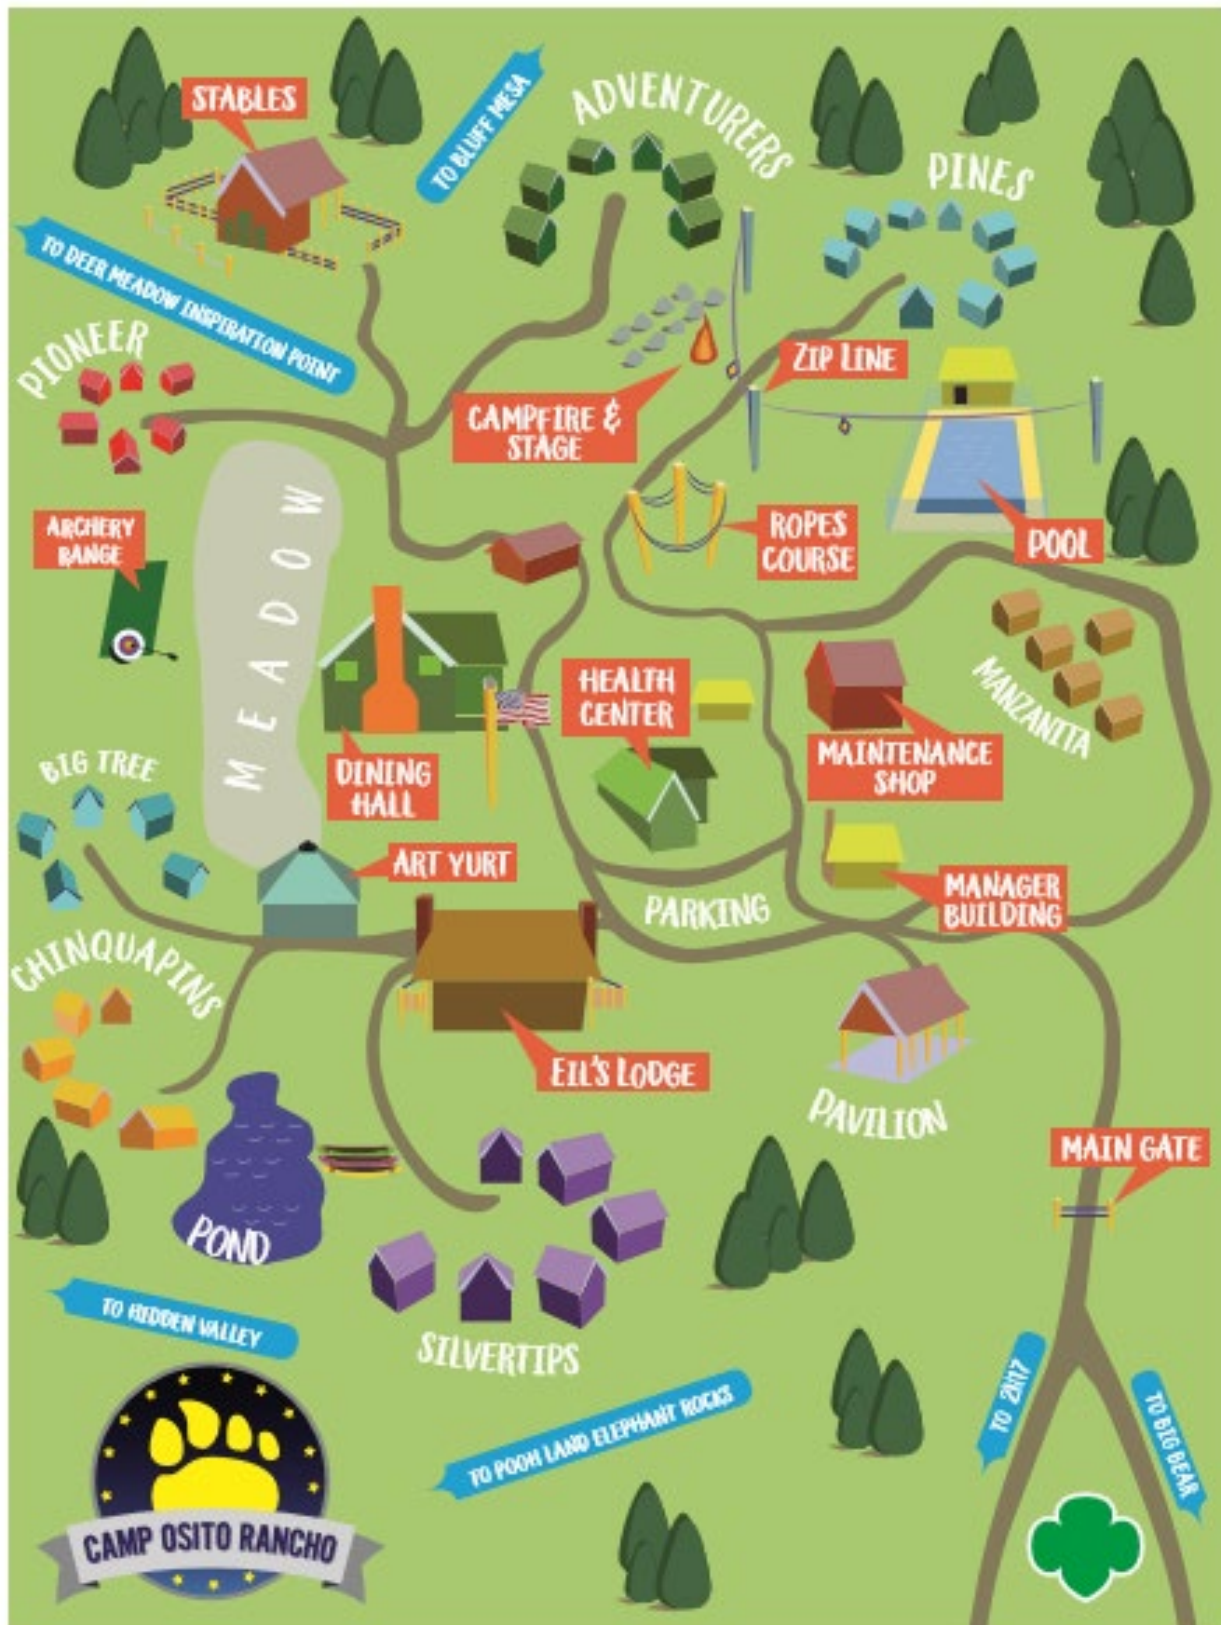 STABLES
TO BLUFF MESA
ADVENTURERS
PINES
TO DEER MEADOW INSPIRATION POINT
PIONEER
ZIP LINE
CAMPFIRE &
STAGE
ARCHERY
RANGE
MEADOW
ROPES
COURSE
POOL
HEALTH
CENTER
MANZANITA
MAINTENANCE
SHOP
BIG TREE
DINING
HALL
ART YURT
MANAGER
BUILDING
PARKING
CHINQUAPINS
EIL'S LODGE
PAVILION
MAIN GATE
POND
TO HIDDEN VALLEY
SILVERTIPS
TO POOH LAND ELEPHANT ROCKS
TO 2N17
TO BIG BEAR
CAMP OSITO RANCHO